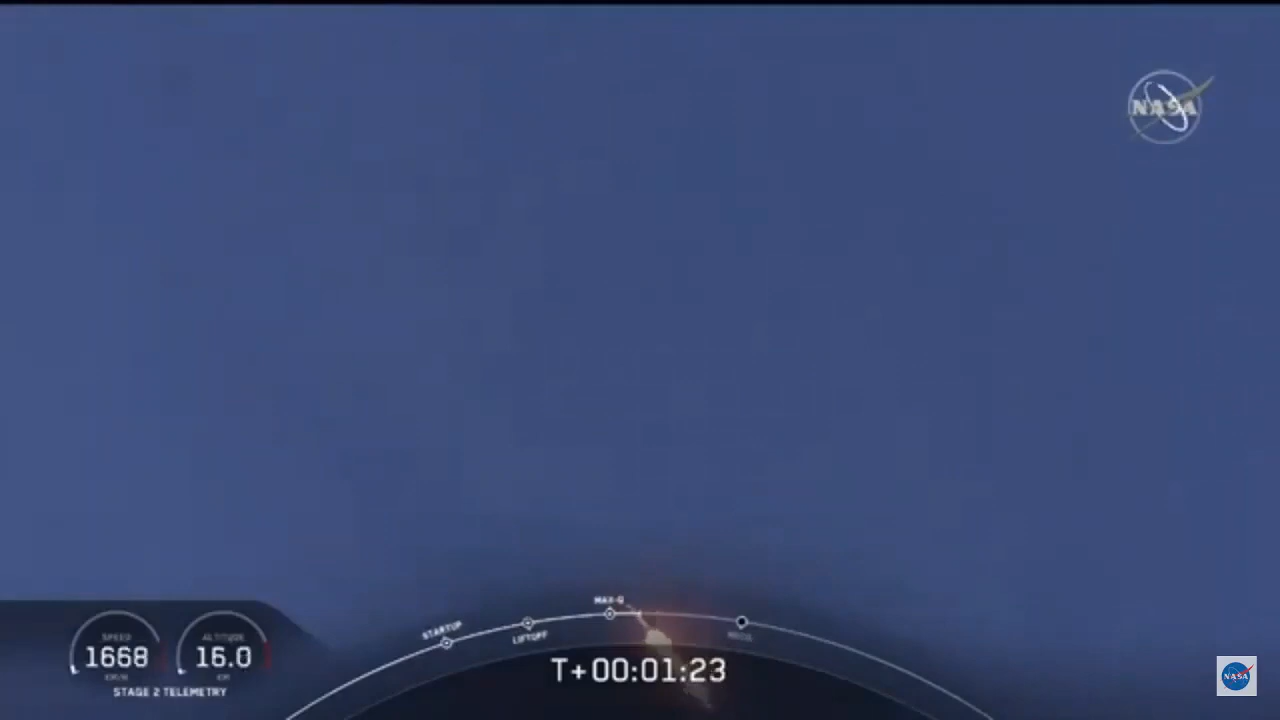 NASA
STARTUP
LIFTOFF
MAX-Q
MECO
SPEED
1668
KM/H
ALTITUDE
16.0
KM
STAGE 2 TELEMETRY
T+00:01:23
NASA